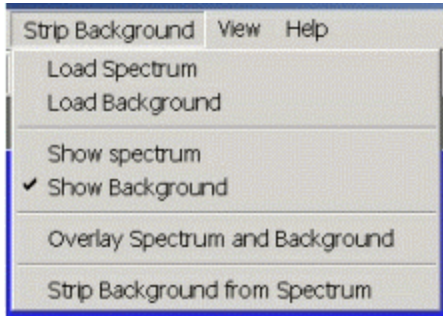 Strip Background View Help
Load Spectrum
Load Background
Show spectrum
Show Background
Overlay Spectrum and Background
Strip Background from Spectrum